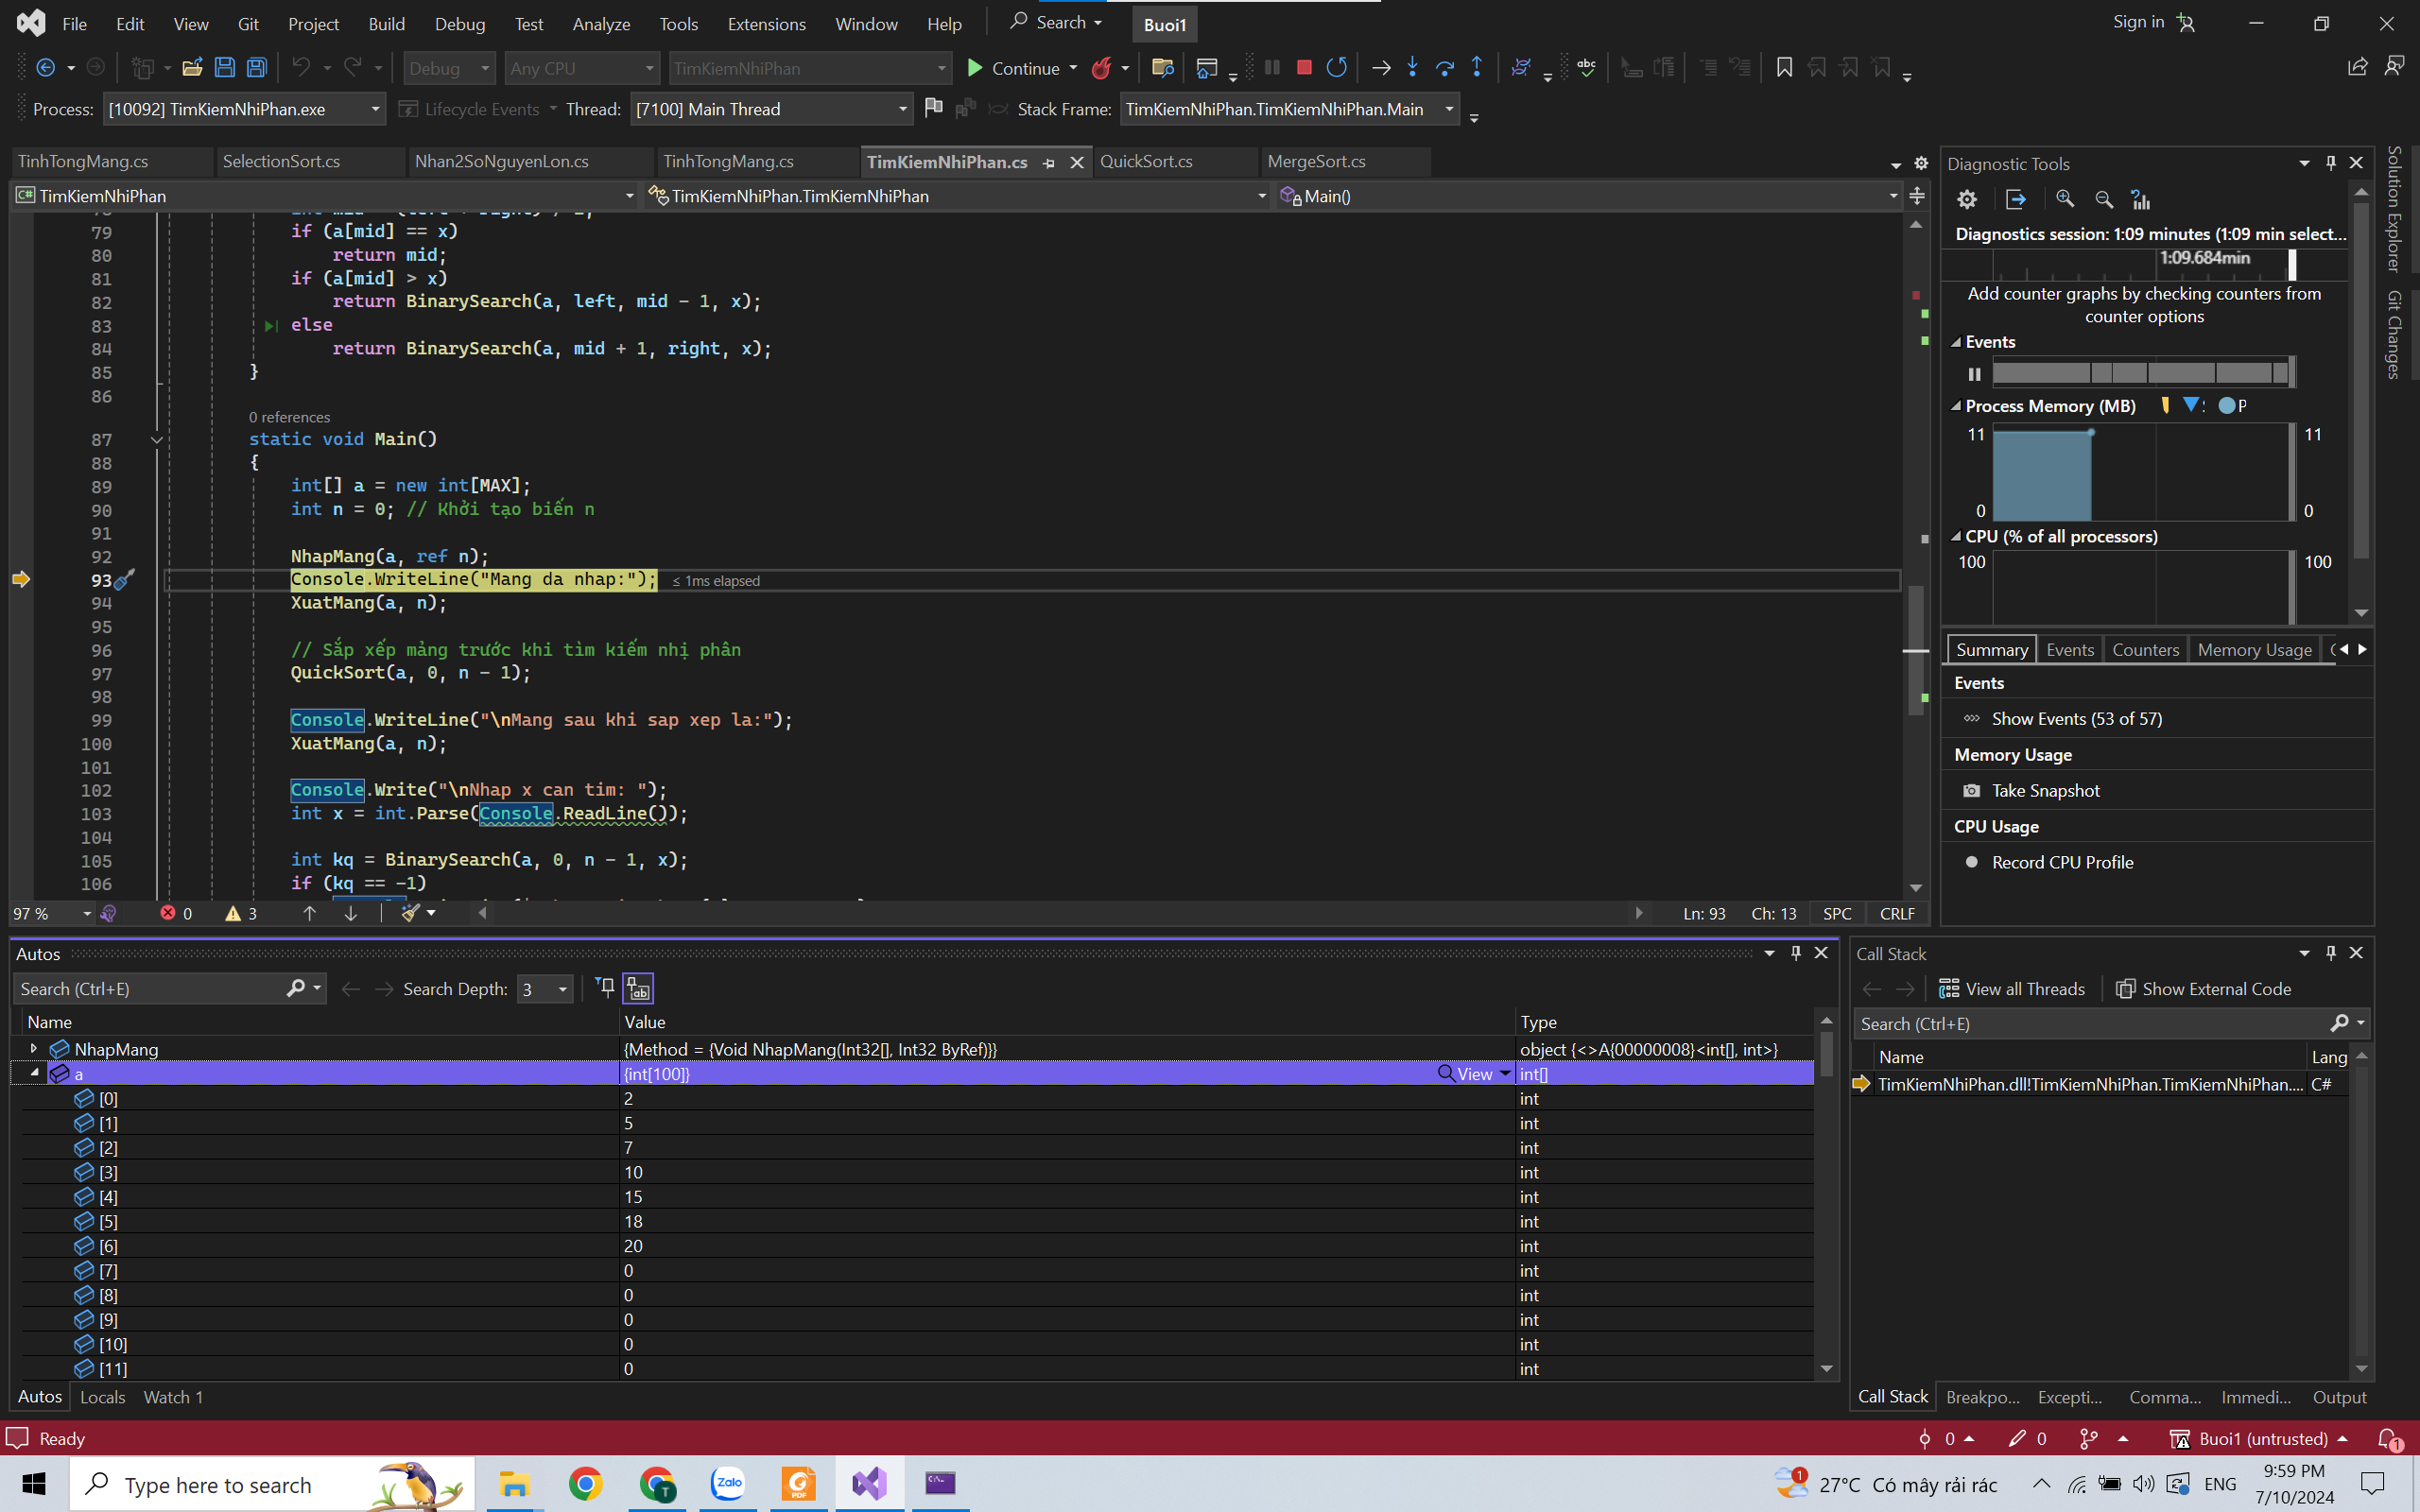 File Edit View Git Project Build Debug Test Analyze Tools Extensions Window Help Search Buoi1 Sign in
Debug Any CPU TimKiemNhiPhan Continue
Process: [10092] TimKiemNhiPhan.exe Lifecycle Events Thread: [7100] Main Thread Stack Frame: TimKiemNhiPhan.TimKiemNhiPhan.Main
TinhTongMang.cs SelectionSort.cs Nhan2SoNguyenLon.cs TinhTongMang.cs TimKiemNhiPhan.cs QuickSort.cs MergeSort.cs
TimKiemNhiPhan TimKiemNhiPhan.TimKiemNhiPhan Main()
79 if (a[mid] == x)
80 return mid;
81 if (a[mid] > x)
82 return BinarySearch(a, left, mid - 1, x);
83 else
84 return BinarySearch(a, mid + 1, right, x);
85 }
86
0 references
87 static void Main()
88 {
89 int[] a = new int[MAX];
90 int n = 0; // Khởi tạo biến n
91
92 NhapMang(a, ref n);
93 Console.WriteLine("Mang da nhap:"); ≤ 1ms elapsed
94 XuatMang(a, n);
95
96 // Sắp xếp mảng trước khi tìm kiếm nhị phân
97 QuickSort(a, 0, n - 1);
98
99 Console.WriteLine("\nMang sau khi sap xep la:");
100 XuatMang(a, n);
101
102 Console.Write("\nNhap x can tim: ");
103 int x = int.Parse(Console.ReadLine());
104
105 int kq = BinarySearch(a, 0, n - 1, x);
106 if (kq == -1)
97 % 0 3 Ln: 93 Ch: 13 SPC CRLF
Diagnostic Tools
Diagnostics session: 1:09 minutes (1:09 min select...
1:09.684min
Add counter graphs by checking counters from
counter options
Events
Process Memory (MB) P
11 11
0 0
CPU (% of all processors)
100 100
Summary Events Counters Memory Usage
Events
Show Events (53 of 57)
Memory Usage
Take Snapshot
CPU Usage
Record CPU Profile
Solution Explorer
Git Changes
Autos
Search (Ctrl+E) Search Depth: 3
Name Value Type
NhapMang {Method = {Void NhapMang(Int32[], Int32 ByRef)}} object {<>A{00000008}<int[], int>}
a {int[100]} View int[]
[0] 2 int
[1] 5 int
[2] 7 int
[3] 10 int
[4] 15 int
[5] 18 int
[6] 20 int
[7] 0 int
[8] 0 int
[9] 0 int
[10] 0 int
[11] 0 int
Autos Locals Watch 1
Call Stack
View all Threads Show External Code
Search (Ctrl+E)
Name Lang
TimKiemNhiPhan.dll!TimKiemNhiPhan.TimKiemNhiPhan.... C#
Call Stack Breakpo... Excepti... Comma... Immedi... Output
Ready 0 0 Buoi1 (untrusted) 1
Type here to search Zalo PDF 1 27°C Có mây rải rác ENG
9:59 PM
7/10/2024